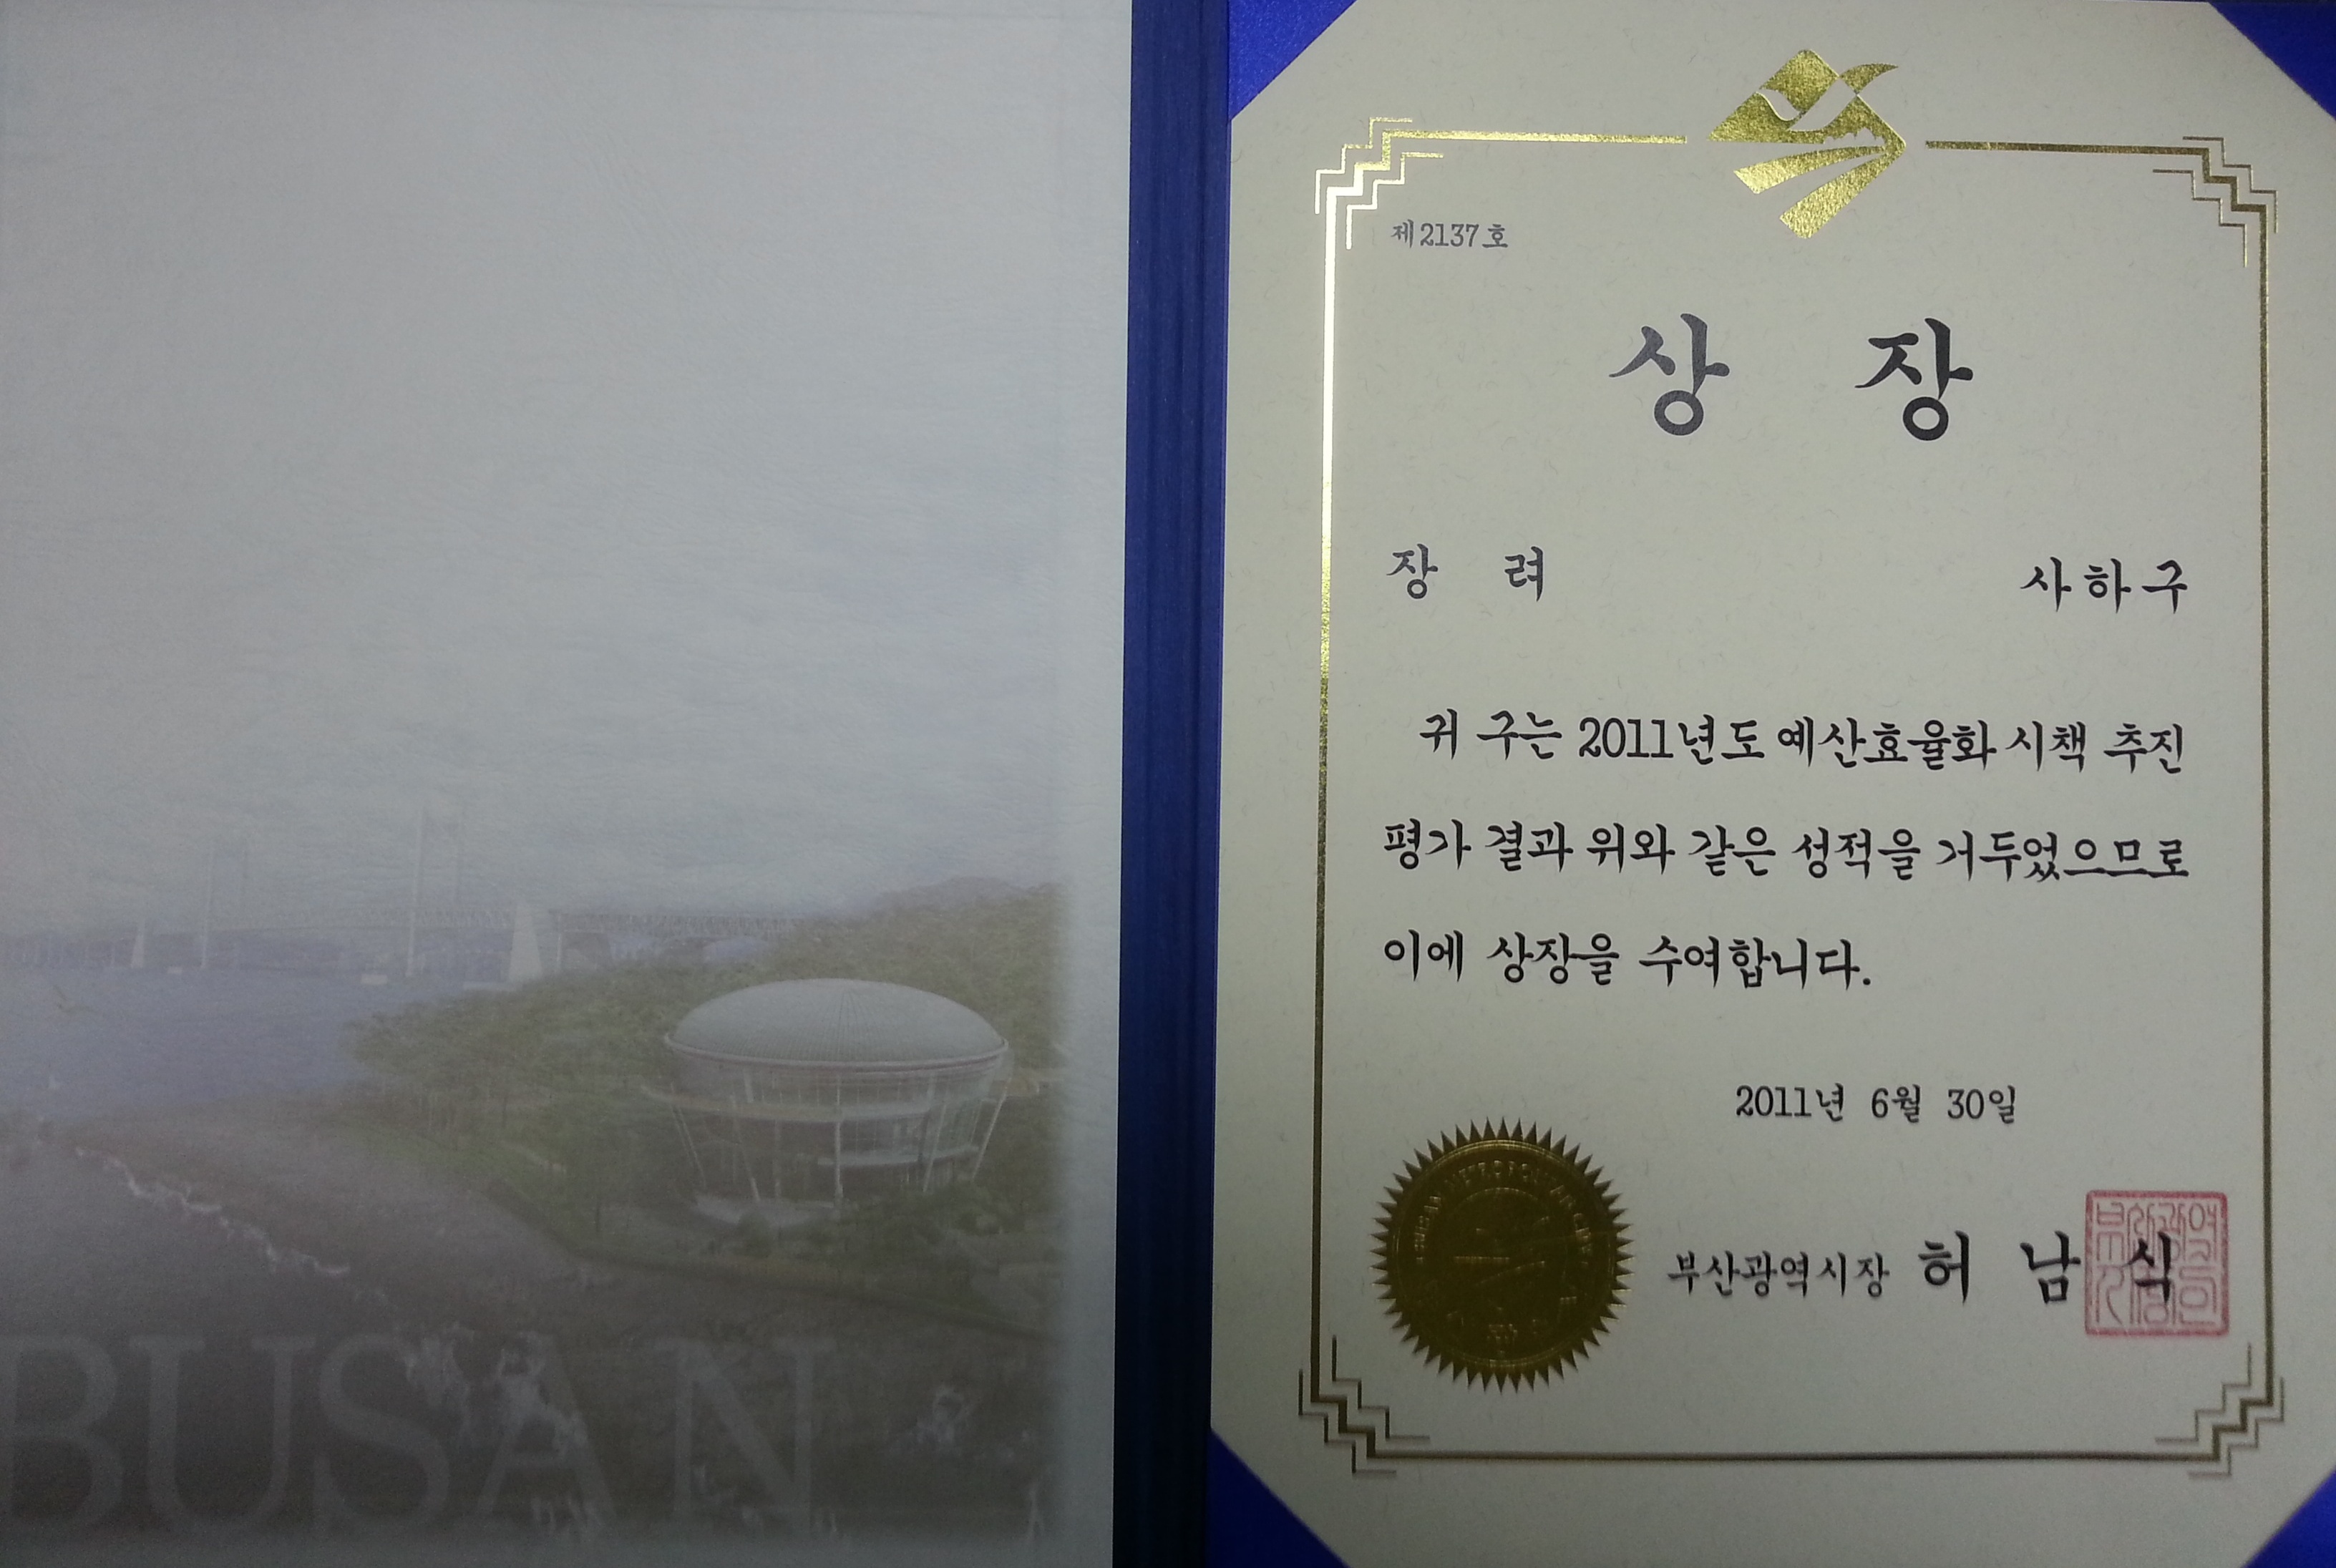 BUSAN
제2137호
상 장
장 려 사하구
귀 구는 2011년도 예산효율화 시책 추진
평가 결과 위와 같은 성적을 거두었으므로
이에 상장을 수여합니다.
2011년 6월 30일
부산광역시장 허 남 식